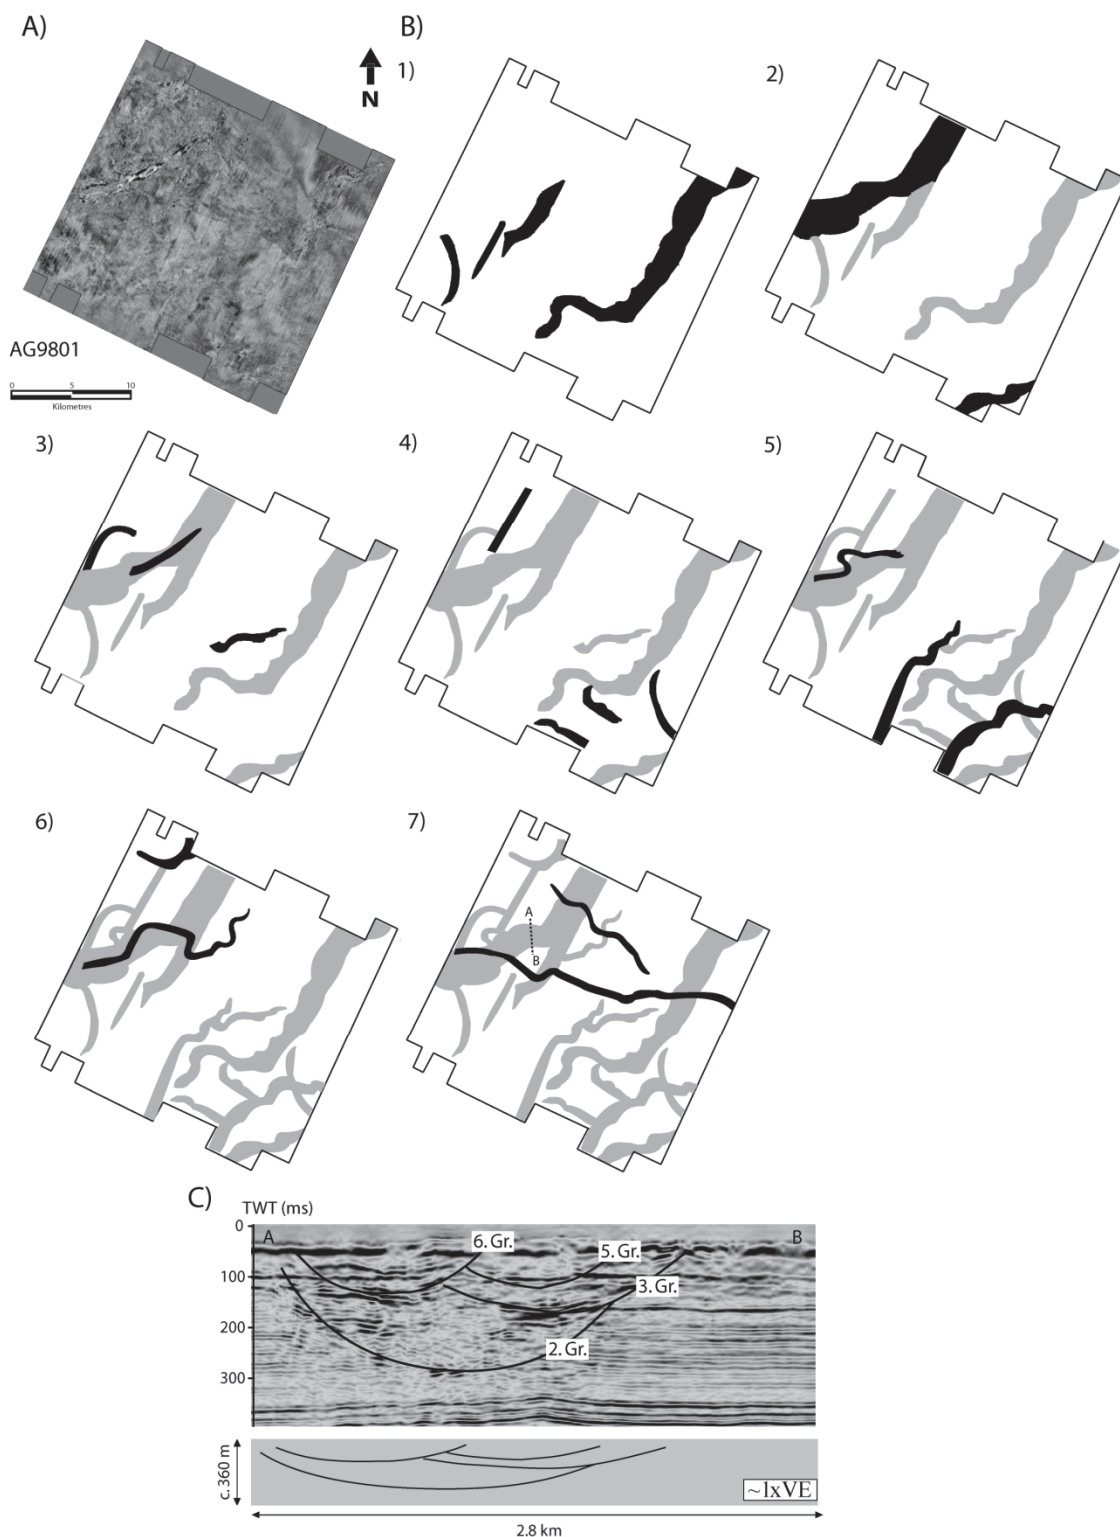 A)
N
AG9801
0 5 10
Kilometres
B)
1)
2)
3)
4)
5)
6)
7)
A
B
C)
TWT (ms)
0
100
200
300
A
B
6. Gr.
5. Gr.
3. Gr.
2. Gr.
c. 360 m
~1xVE
2.8 km